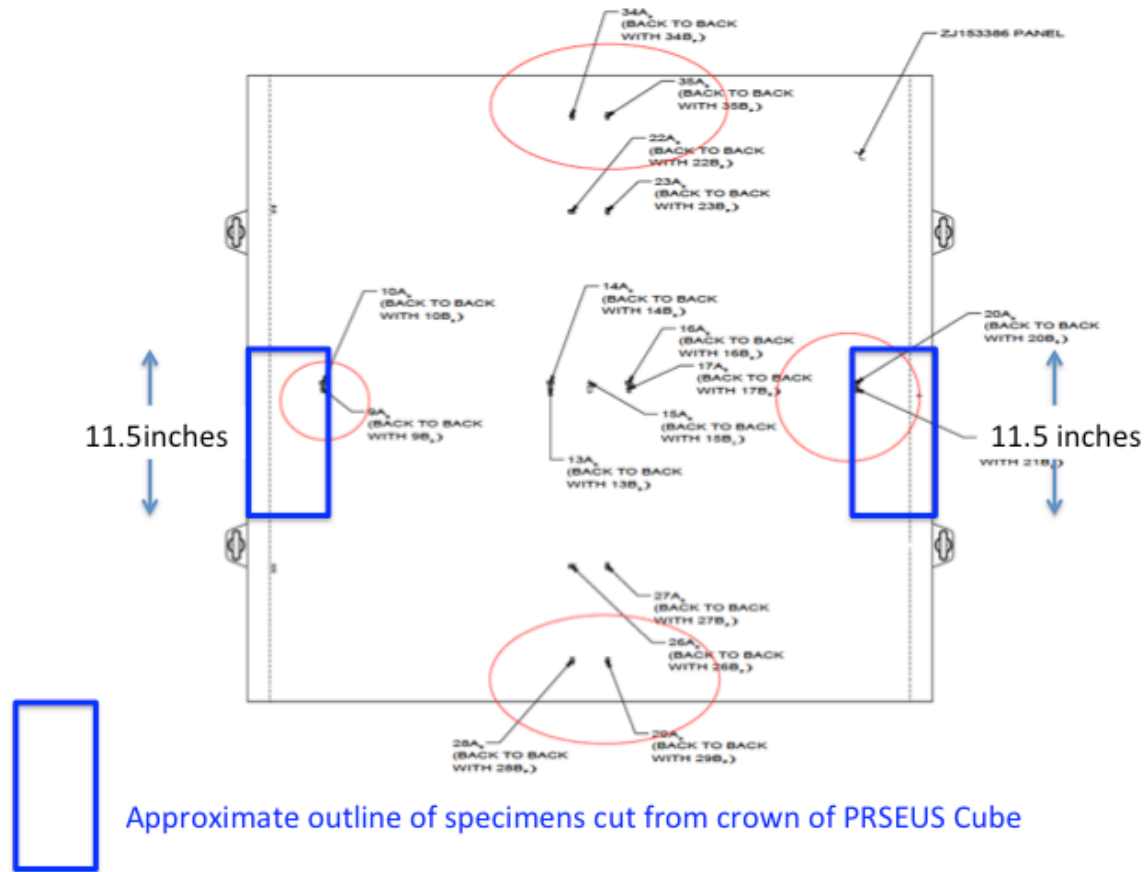 34A
(BACK TO BACK
WITH 34B)
ZJ153386 PANEL
35A
(BACK TO BACK
WITH 35B)
22A
(BACK TO BACK
WITH 22B)
23A
(BACK TO BACK
WITH 23B)
10A
(BACK TO BACK
WITH 10B)
14A
(BACK TO BACK
WITH 14B)
16A
(BACK TO BACK
WITH 16B)
20A
(BACK TO BACK
WITH 20B)
17A
(BACK TO BACK
WITH 17B)
9A
(BACK TO BACK
WITH 9B)
15A
(BACK TO BACK
WITH 15B)
11.5inches
11.5 inches
WITH 21B)
13A
(BACK TO BACK
WITH 13B)
27A
(BACK TO BACK
WITH 27B)
26A
(BACK TO BACK
WITH 26B)
28A
(BACK TO BACK
WITH 28B)
29A
(BACK TO BACK
WITH 29B)
Approximate outline of specimens cut from crown of PRSEUS Cube